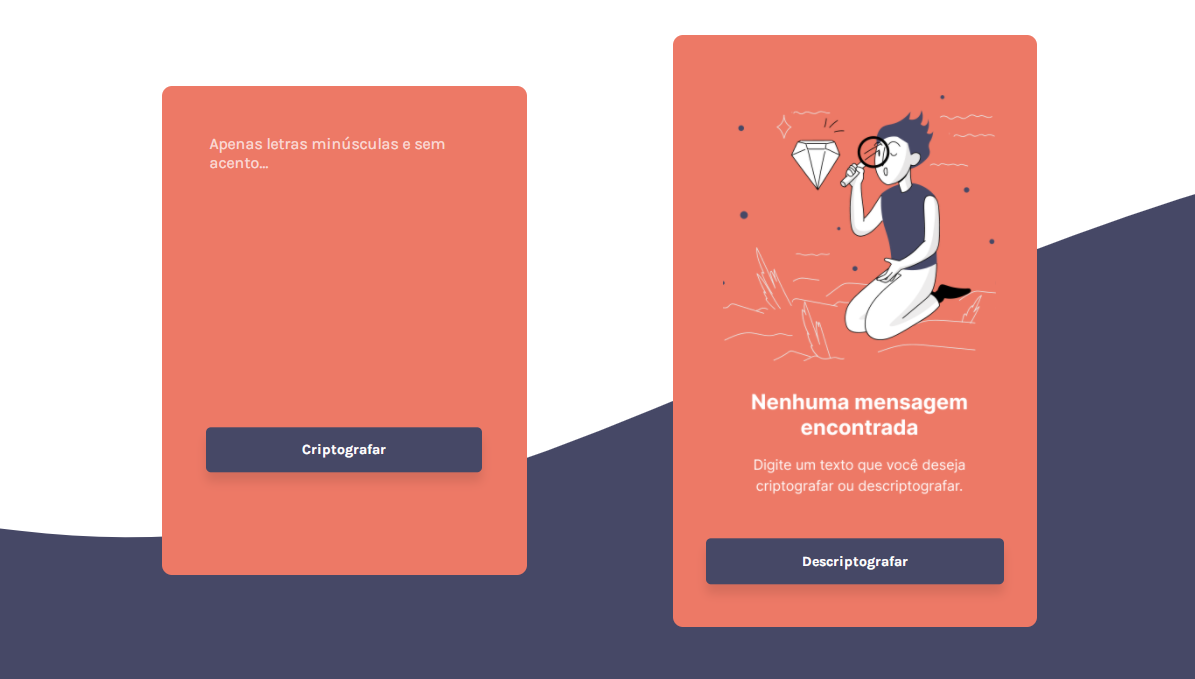 Apenas letras minúsculas e sem
acento...
Criptografar
Nenhuma mensagem
encontrada
Digite um texto que você deseja
criptografar ou descriptografar.
Descriptografar